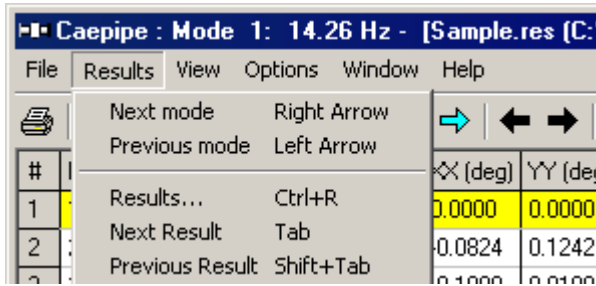 Caepipe : Mode 1: 14.26 Hz - [Sample.res (C:
File Results View Options Window Help
Next mode Right Arrow
Previous mode Left Arrow
# XX (deg) YY (de
Results... Ctrl+R
1 0.0000 0.0000
Next Result Tab
2 -0.0824 0.1242
Previous Result Shift+Tab